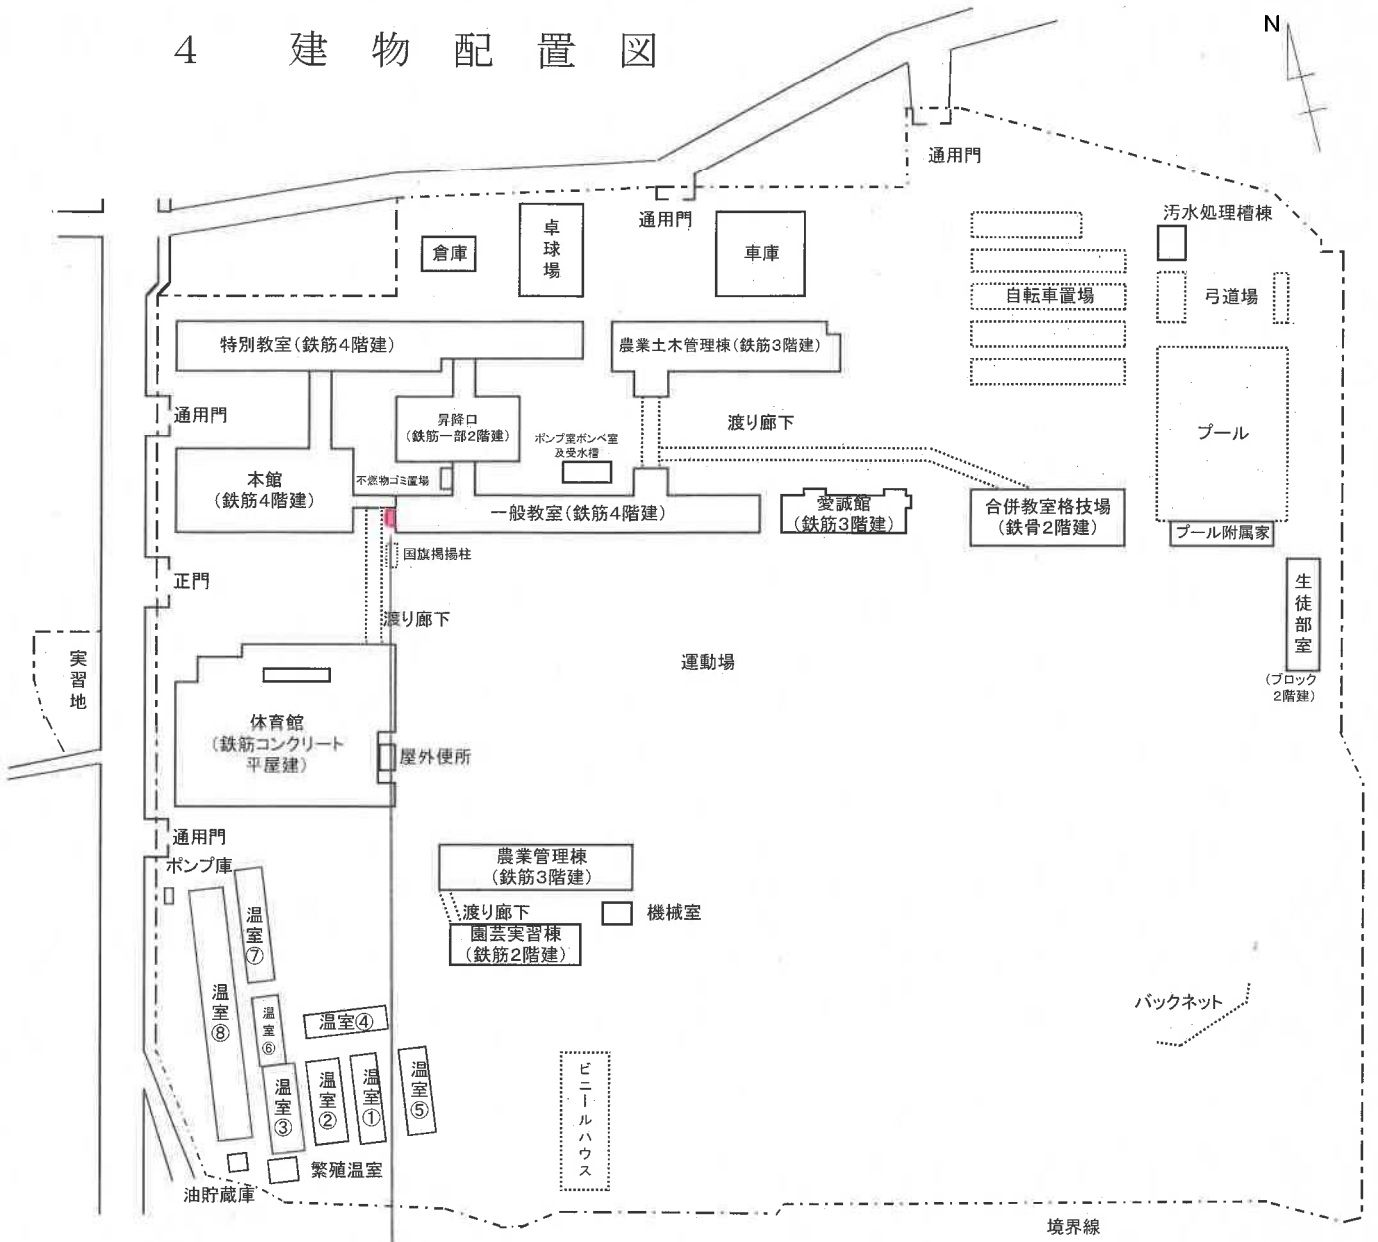 4 建物配置図
N
通用門
通用門
汚水処理槽棟
倉庫
卓球場
車庫
自転車置場
弓道場
特別教室(鉄筋4階建)
農業土木管理棟(鉄筋3階建)
通用門
昇降口
(鉄筋一部2階建)
渡り廊下
プール
ポンプ室ボンベ室
及受水槽
本館
(鉄筋4階建)
不燃物ゴミ置場
一般教室(鉄筋4階建)
愛誠館
(鉄筋3階建)
合併教室格技場
(鉄骨2階建)
プール附属家
国旗掲揚柱
正門
生徒部室
(ブロック
2階建)
渡り廊下
実習地
運動場
体育館
(鉄筋コンクリート
平屋建)
屋外便所
通用門
ポンプ庫
農業管理棟
(鉄筋3階建)
渡り廊下
機械室
園芸実習棟
(鉄筋2階建)
温室⑦
温室⑧
温室⑥
温室④
バックネット
温室③
温室②
温室①
温室⑤
ビニールハウス
繁殖温室
油貯蔵庫
境界線